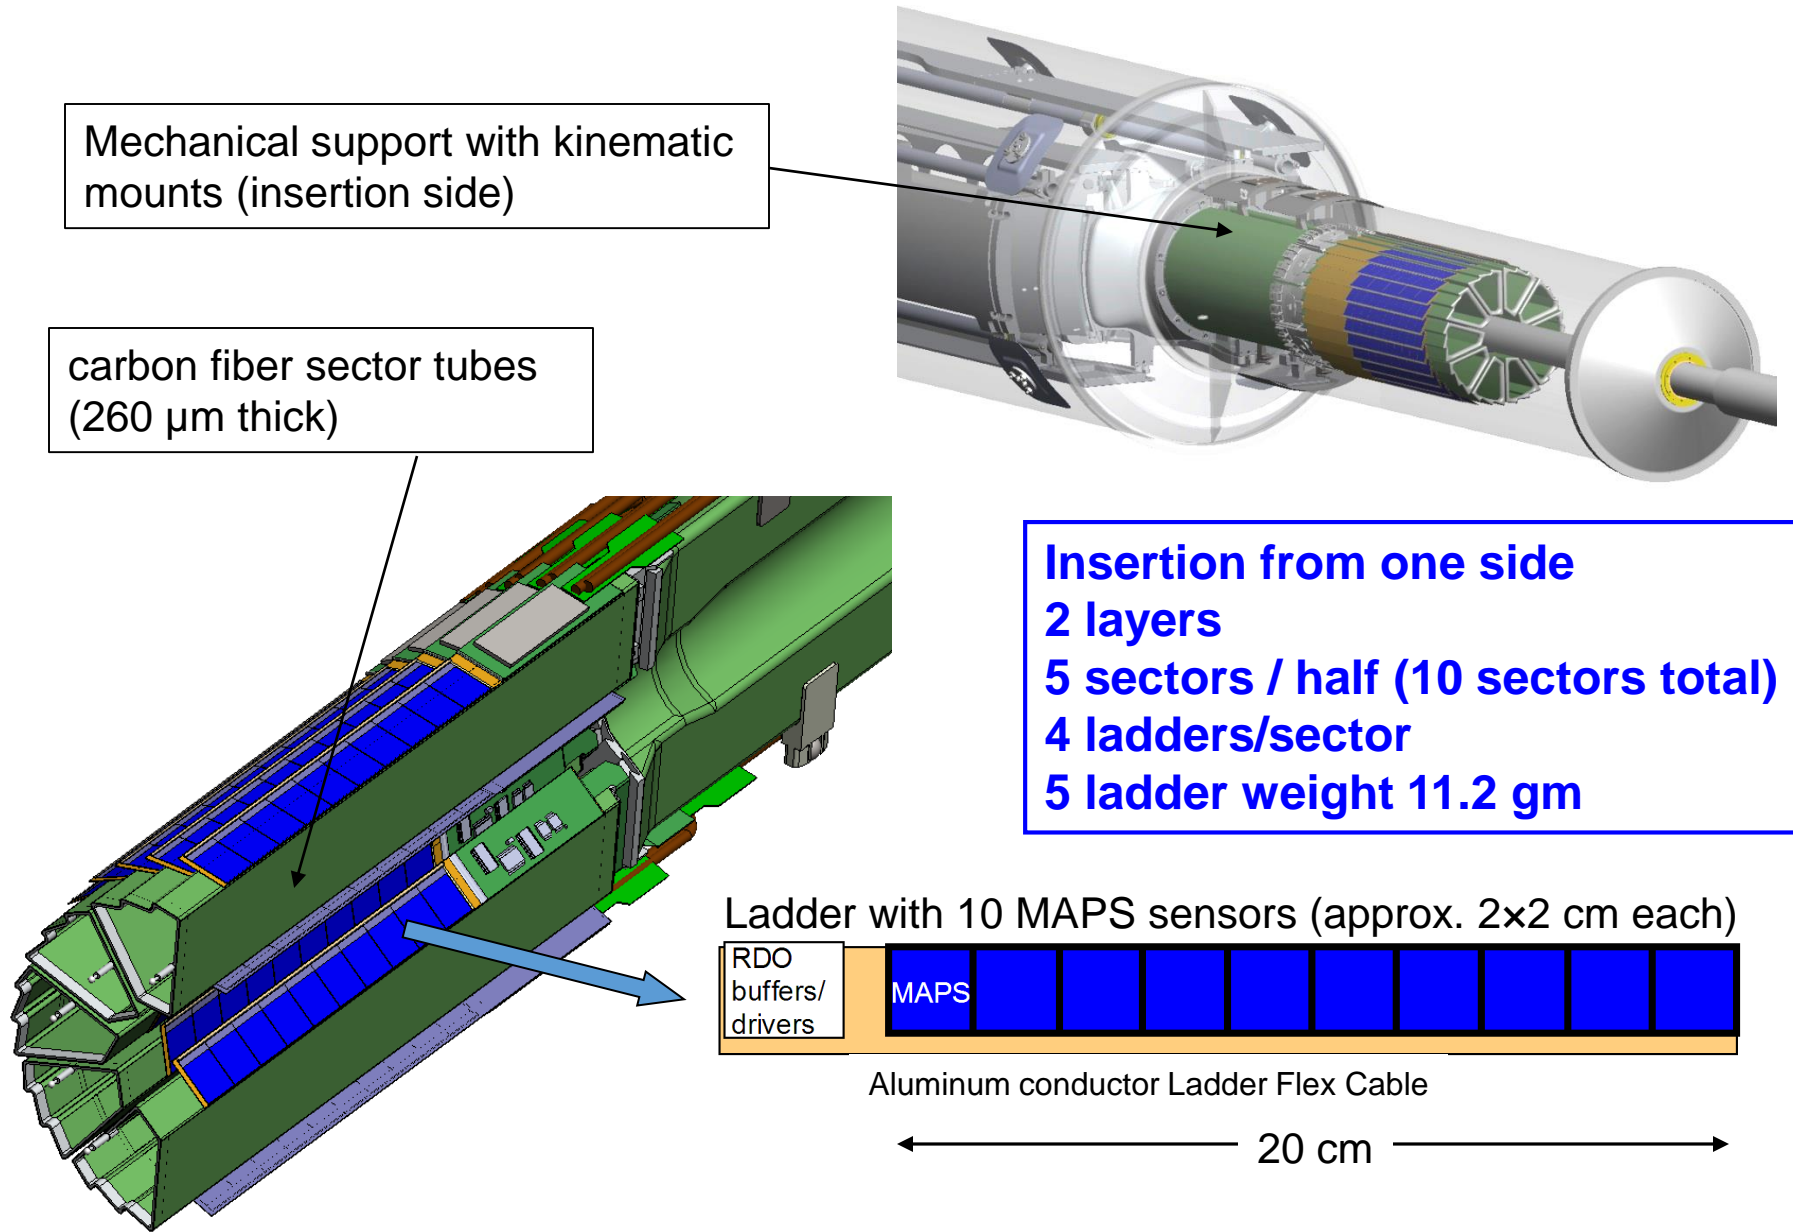 Mechanical support with kinematic
mounts (insertion side)
carbon fiber sector tubes
(260 µm thick)
Insertion from one side
2 layers
5 sectors / half (10 sectors total)
4 ladders/sector
5 ladder weight 11.2 gm
Ladder with 10 MAPS sensors (approx. 2×2 cm each)
RDO
buffers/
drivers
MAPS
Aluminum conductor Ladder Flex Cable
20 cm